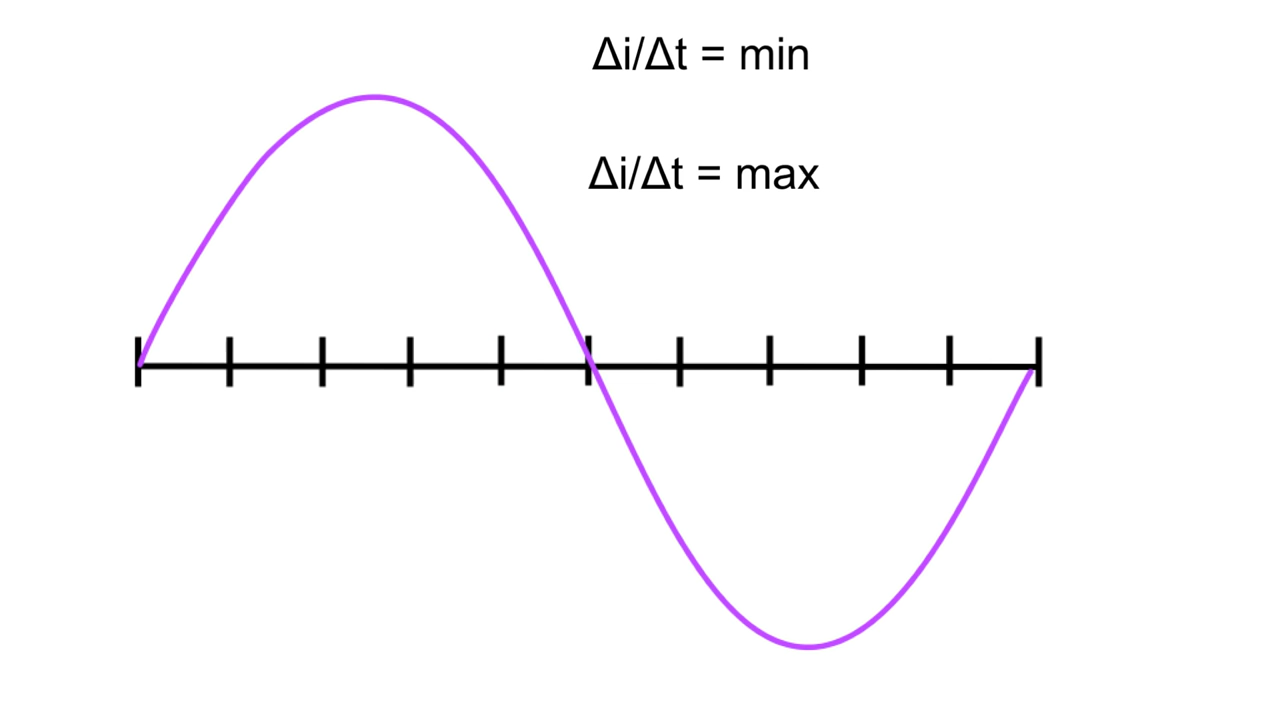 Δi/Δt = min
Δi/Δt = max